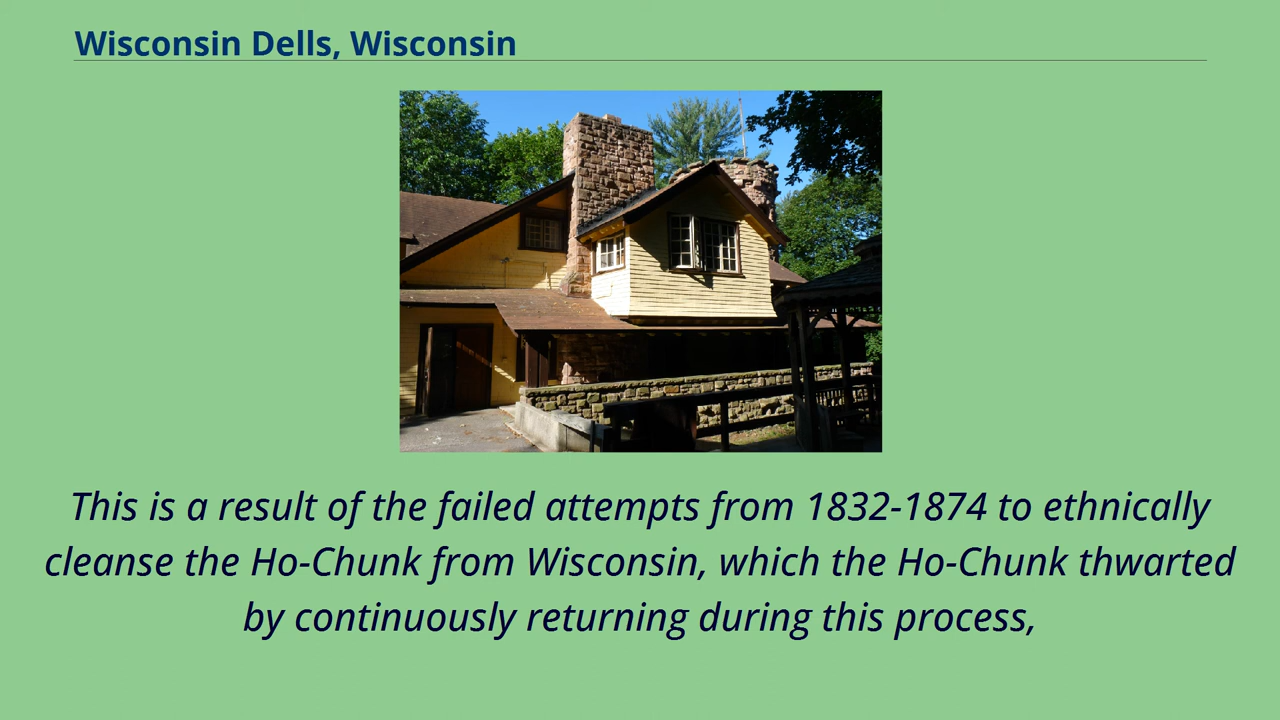 Wisconsin Dells, Wisconsin
This is a result of the failed attempts from 1832-1874 to ethnically
cleanse the Ho-Chunk from Wisconsin, which the Ho-Chunk thwarted
by continuously returning during this process,